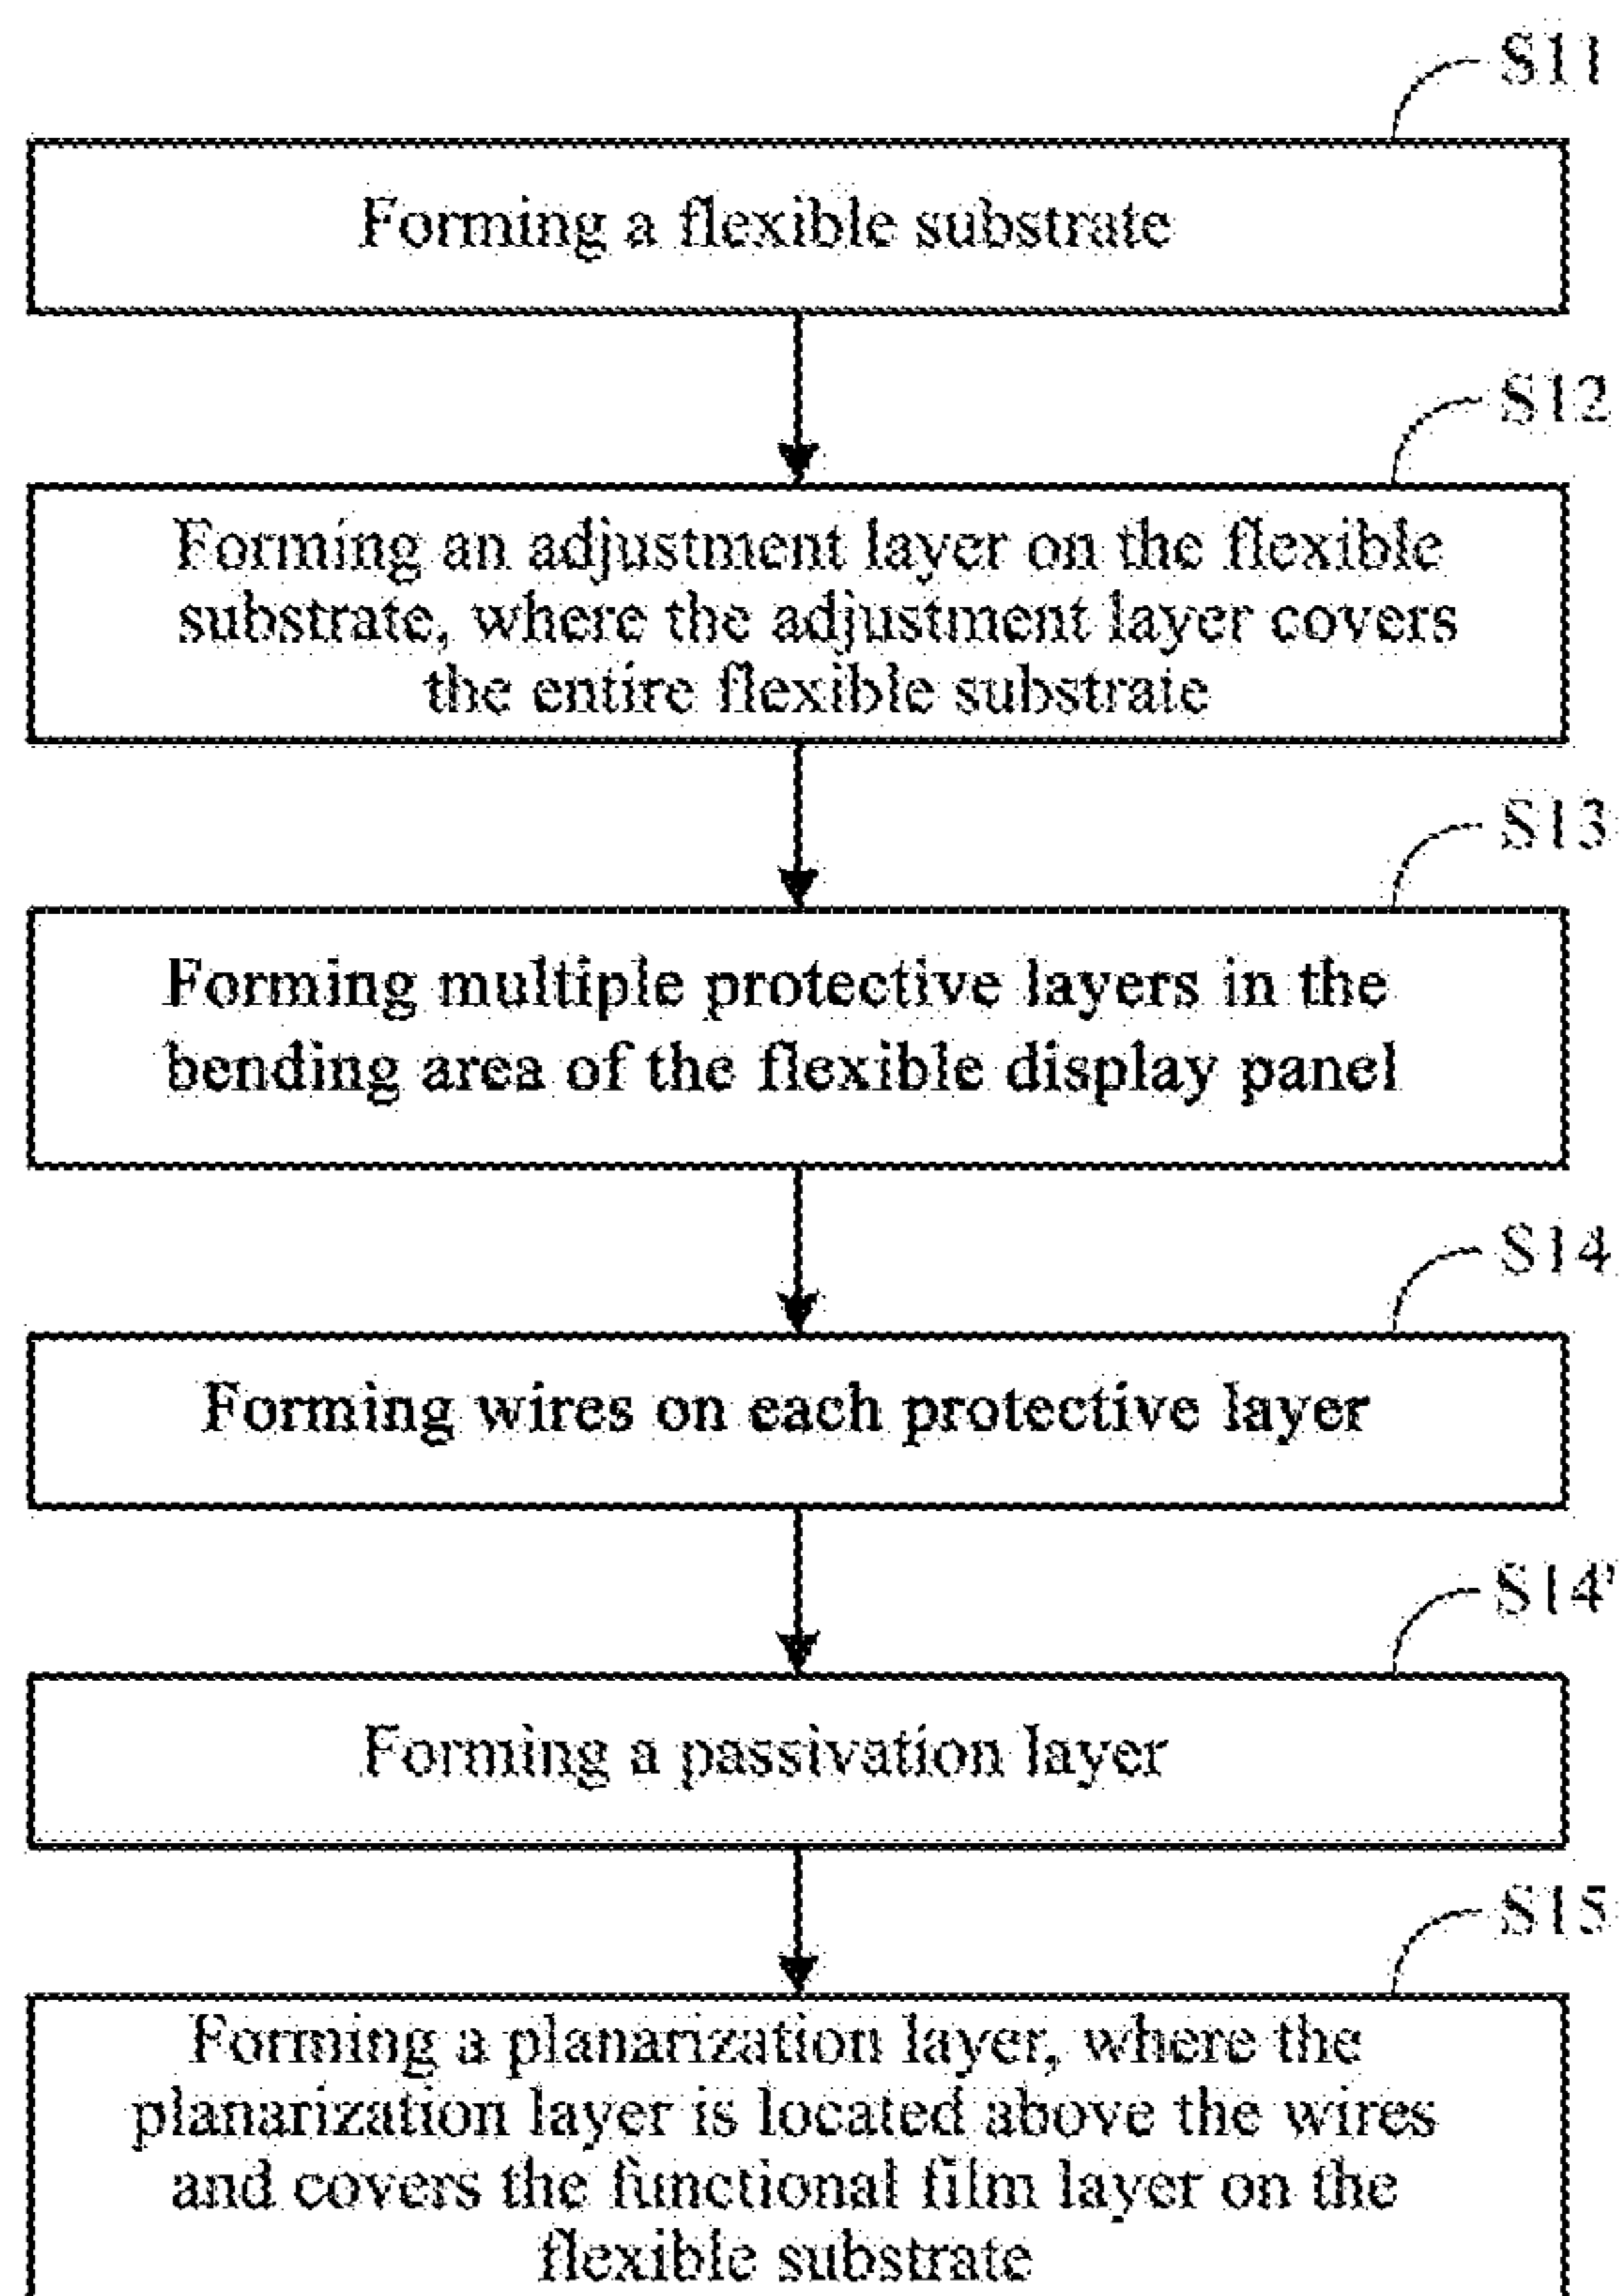 S11
Forming a flexible substrate
S12
Forming an adjustment layer on the flexible
substrate, where the adjustment layer covers
the entire flexible substrate
S13
Forming multiple protective layers in the
bending area of the flexible display panel
S14
Forming wires on each protective layer
S14'
Forming a passivation layer
S15
Forming a planarization layer, where the
planarization layer is located above the wires
and covers the functional film layer on the
flexible substrate